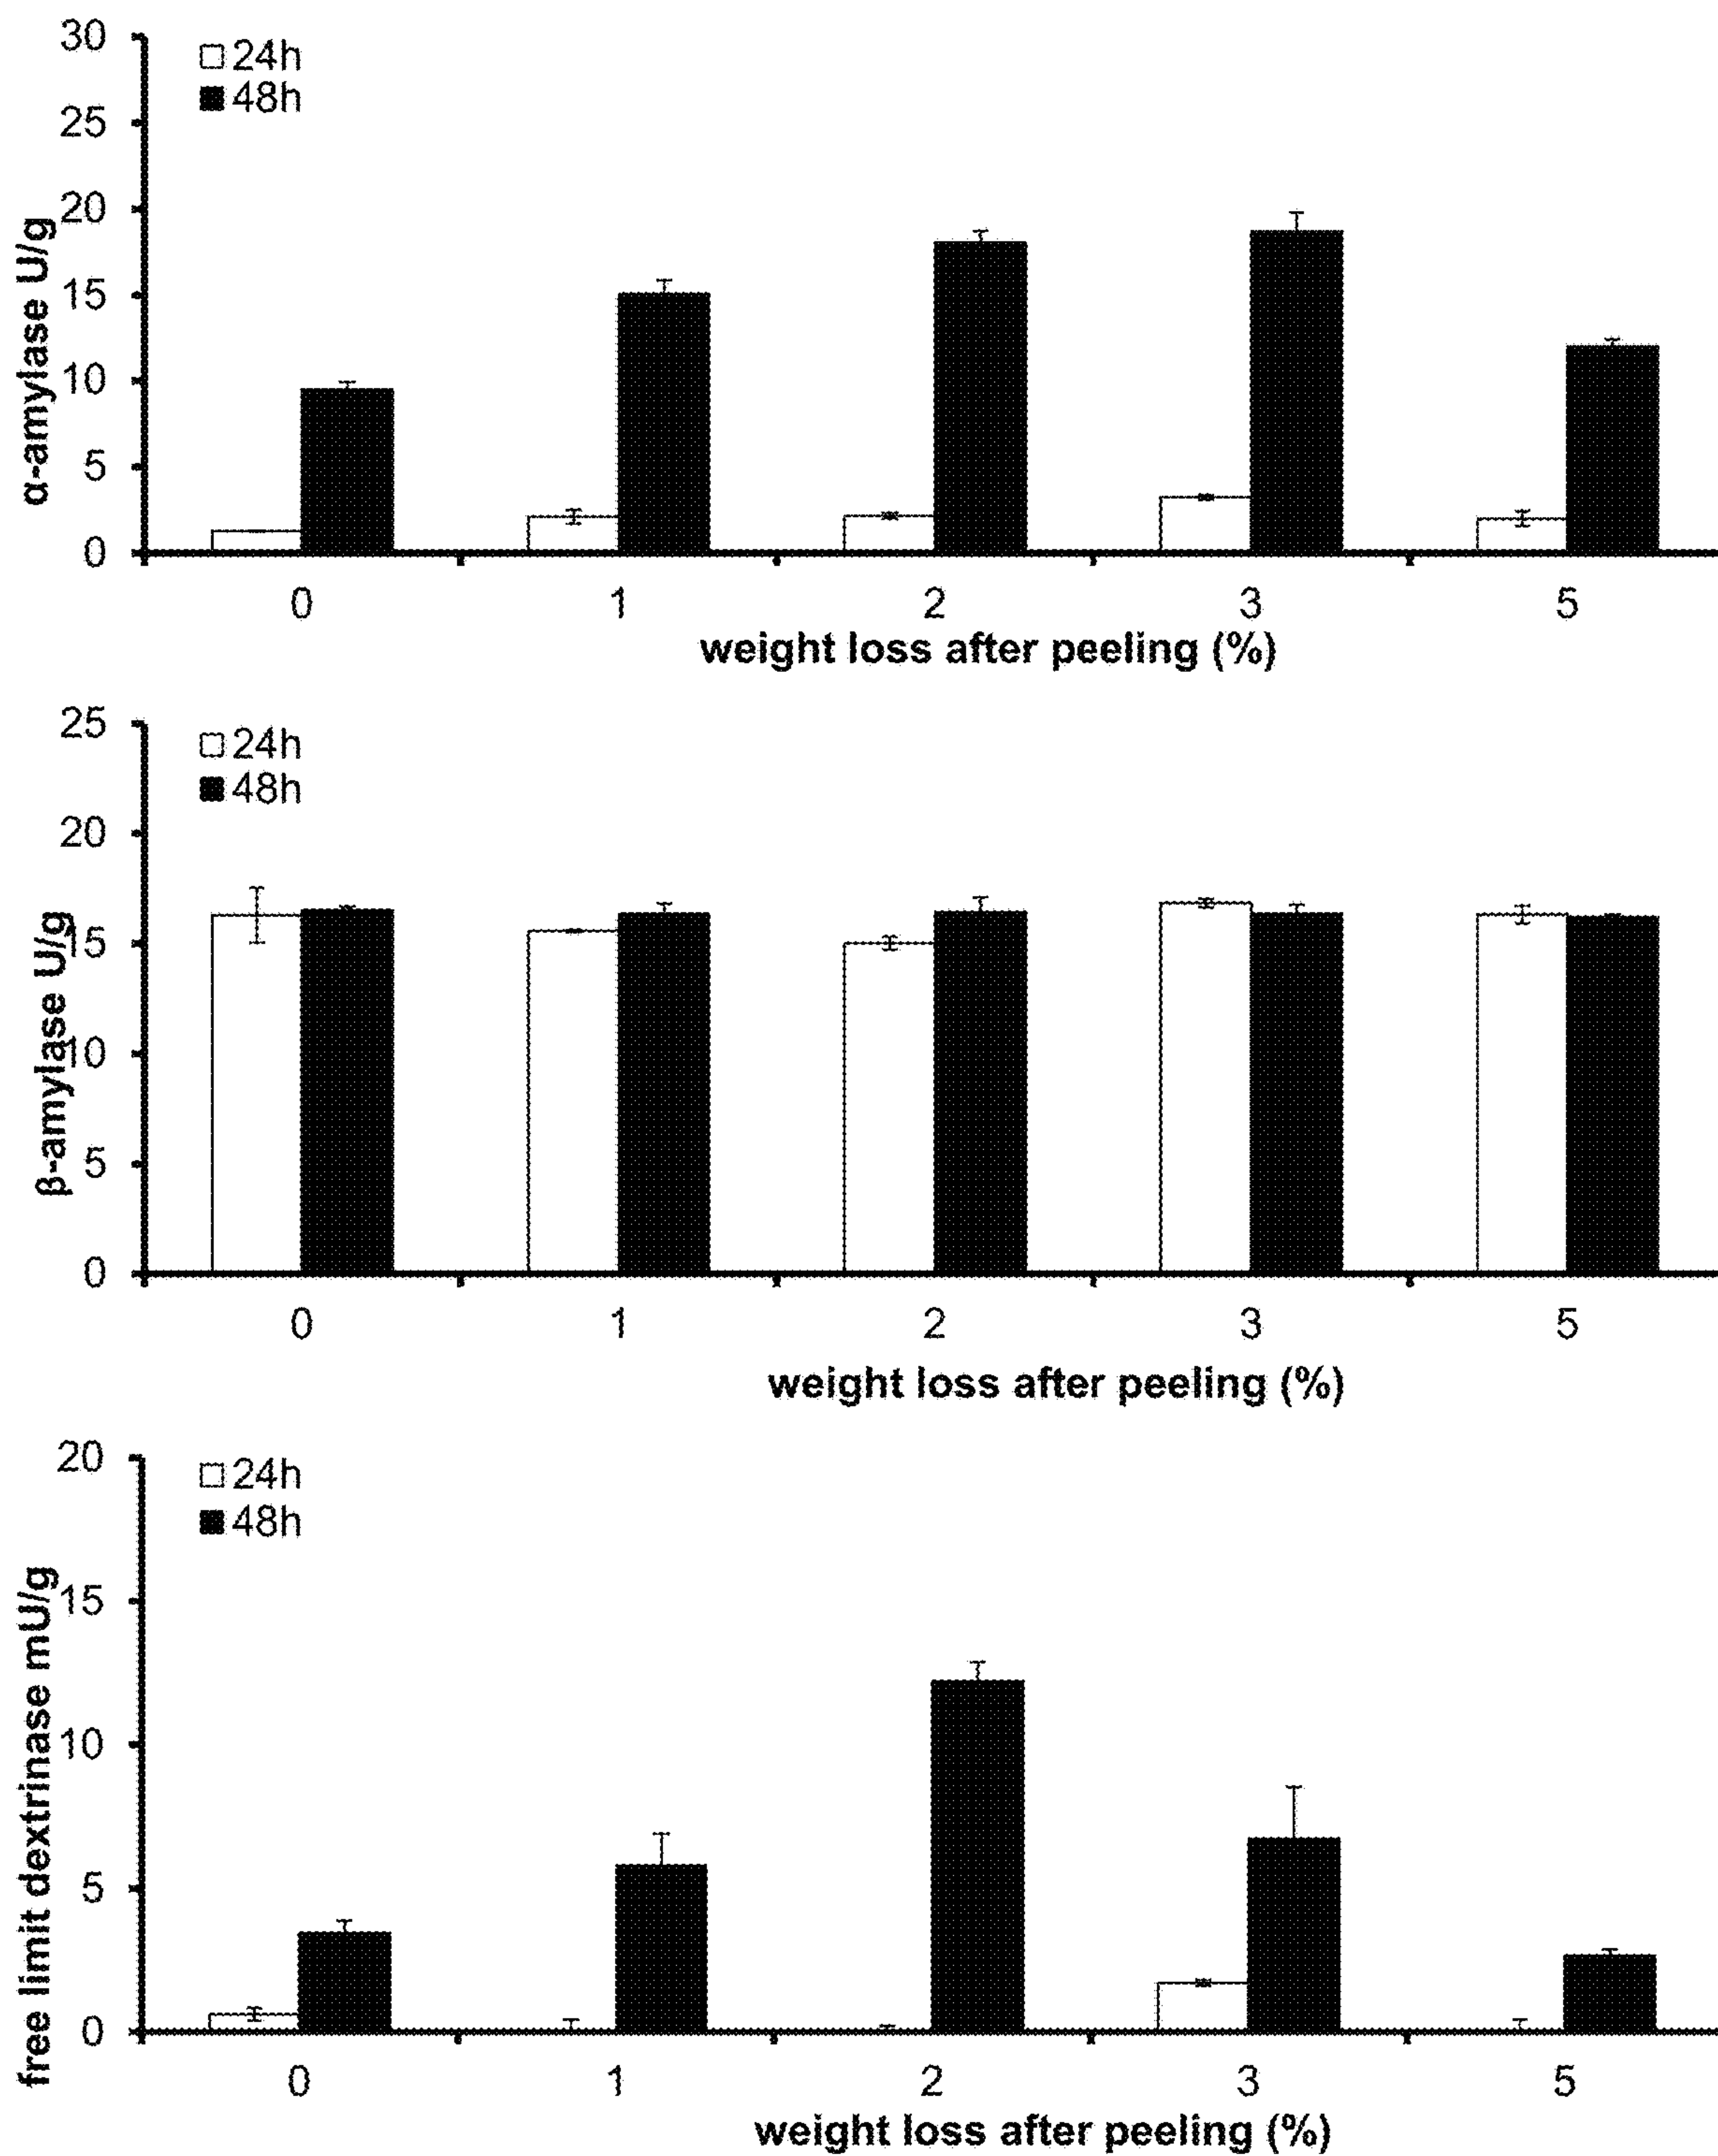 α-amylase U/g
30
25
20
15
10
5
0
24h
48h
0 1 2 3 5
weight loss after peeling (%)
β-amylase U/g
25
20
15
10
5
0
24h
48h
0 1 2 3 5
weight loss after peeling (%)
free limit dextrinase mU/g
20
15
10
5
0
24h
48h
0 1 2 3 5
weight loss after peeling (%)